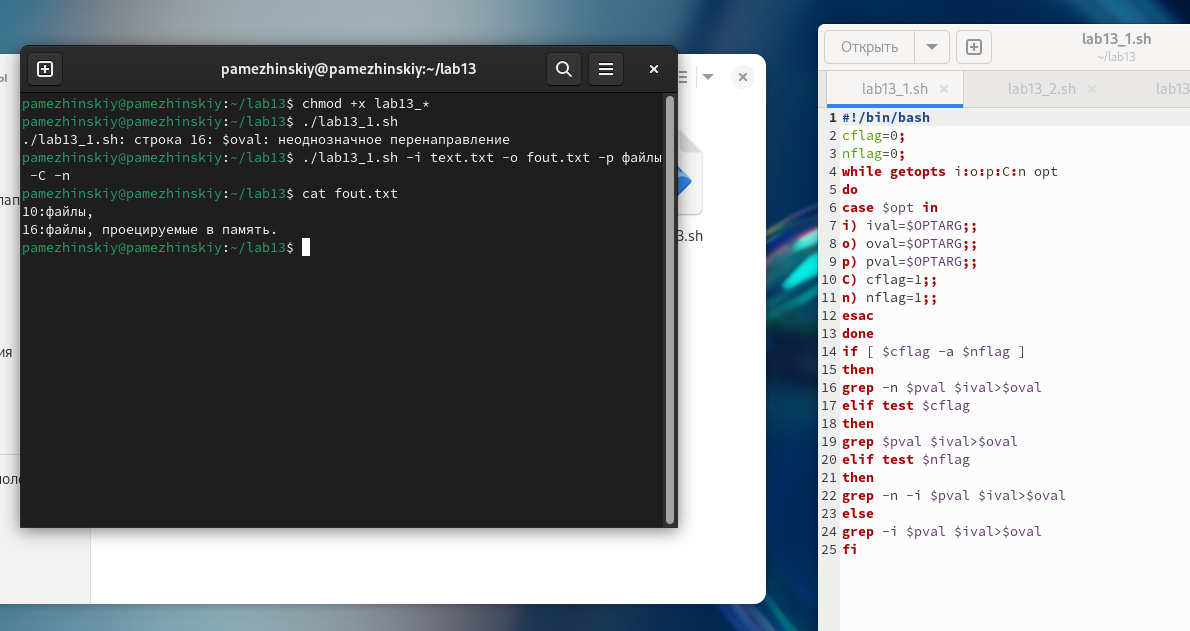 pamezhinskiy@pamezhinskiy:~/lab13
pamezhinskiy@pamezhinskiy:~/lab13$ chmod +x lab13_*
pamezhinskiy@pamezhinskiy:~/lab13$ ./lab13_1.sh
./lab13_1.sh: строка 16: $oval: неоднозначное перенаправление
pamezhinskiy@pamezhinskiy:~/lab13$ ./lab13_1.sh -i text.txt -o fout.txt -p файлы
-C -n
pamezhinskiy@pamezhinskiy:~/lab13$ cat fout.txt
10:файлы,
16:файлы, проецируемые в память.
pamezhinskiy@pamezhinskiy:~/lab13$
3.sh
Открыть
lab13_1.sh
~/lab13
lab13_1.sh
lab13_2.sh
lab13
1 #!/bin/bash
2 cflag=0;
3 nflag=0;
4 while getopts i:o:p:C:n opt
5 do
6 case $opt in
7 i) ival=$OPTARG;;
8 o) oval=$OPTARG;;
9 p) pval=$OPTARG;;
10 C) cflag=1;;
11 n) nflag=1;;
12 esac
13 done
14 if [ $cflag -a $nflag ]
15 then
16 grep -n $pval $ival>$oval
17 elif test $cflag
18 then
19 grep $pval $ival>$oval
20 elif test $nflag
21 then
22 grep -n -i $pval $ival>$oval
23 else
24 grep -i $pval $ival>$oval
25 fi